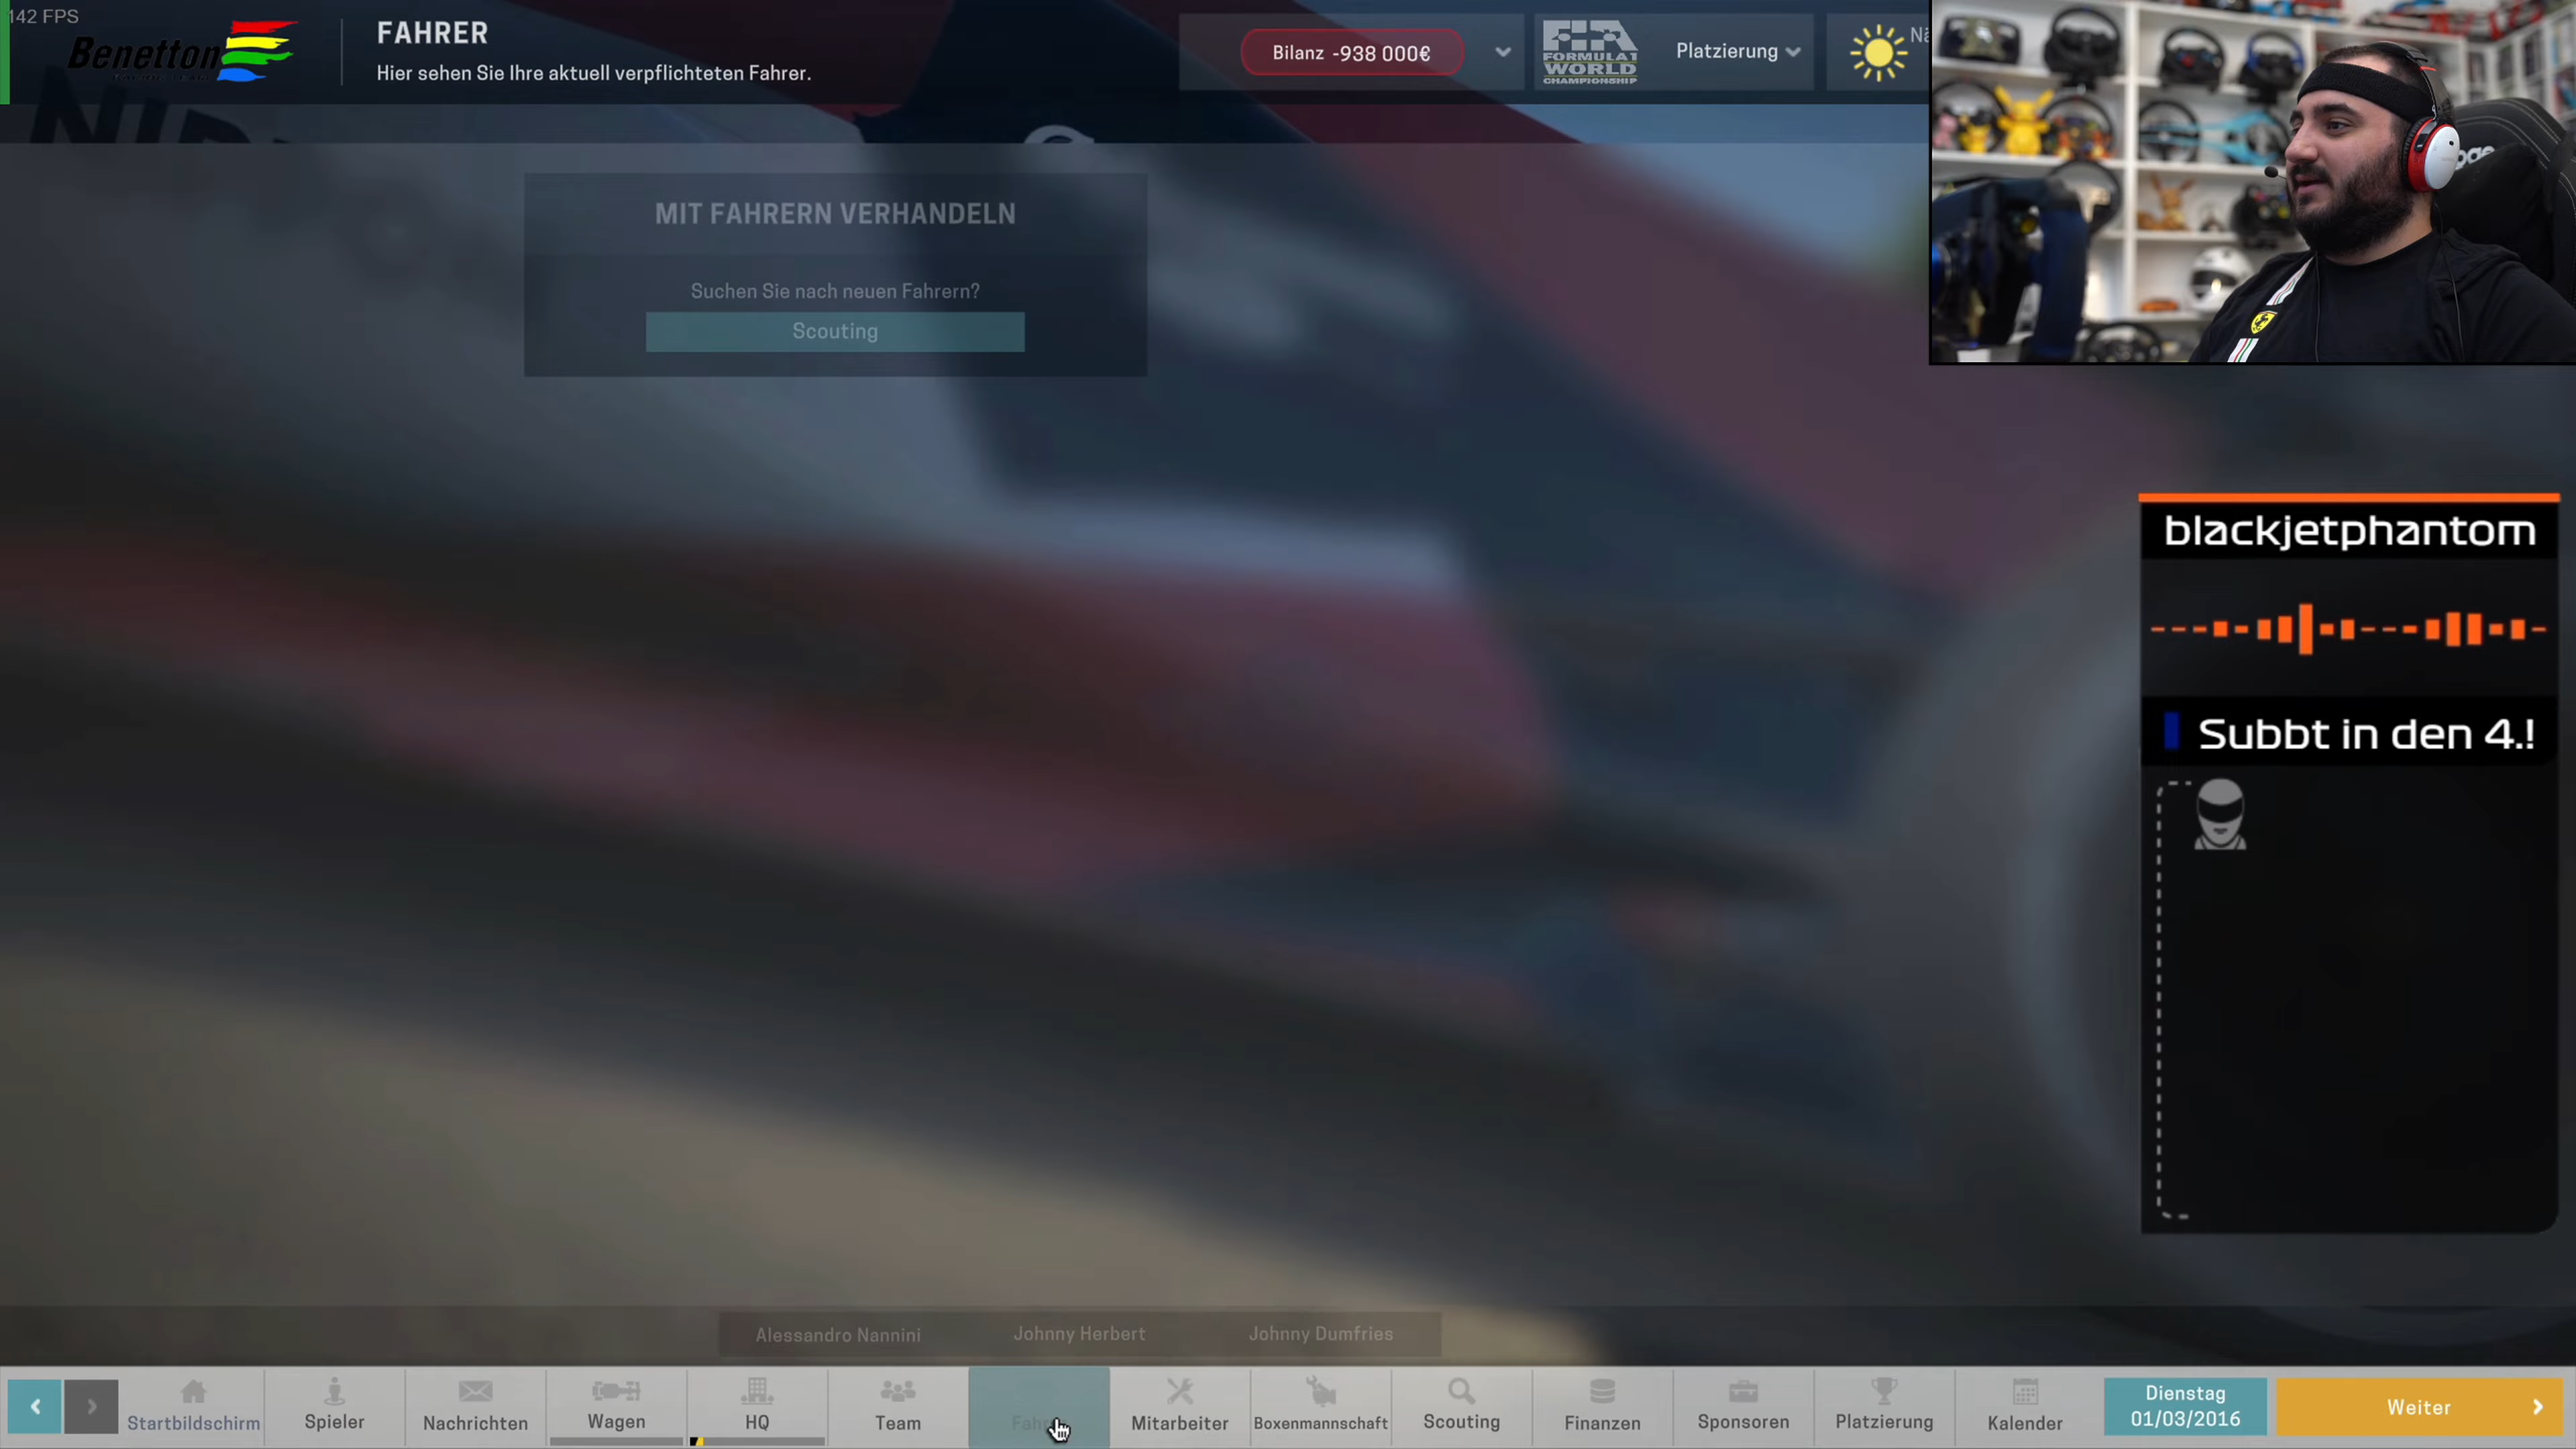 142 FPS
Benetton
FAHRER
Hier sehen Sie Ihre aktuell verpflichteten Fahrer.
Bilanz -938 000€
FIA
FORMULA 1
WORLD
CHAMPIONSHIP
Platzierung
MIT FAHRERN VERHANDELN
Suchen Sie nach neuen Fahrern?
Scouting
blackjetphantom
Subbt in den 4.!
Alessandro Nannini
Johnny Herbert
Johnny Dumfries
Startbildschirm
Spieler
Nachrichten
Wagen
HQ
Team
Mitarbeiter
Boxenmannschaft
Scouting
Finanzen
Sponsoren
Platzierung
Kalender
Dienstag
01/03/2016
Weiter